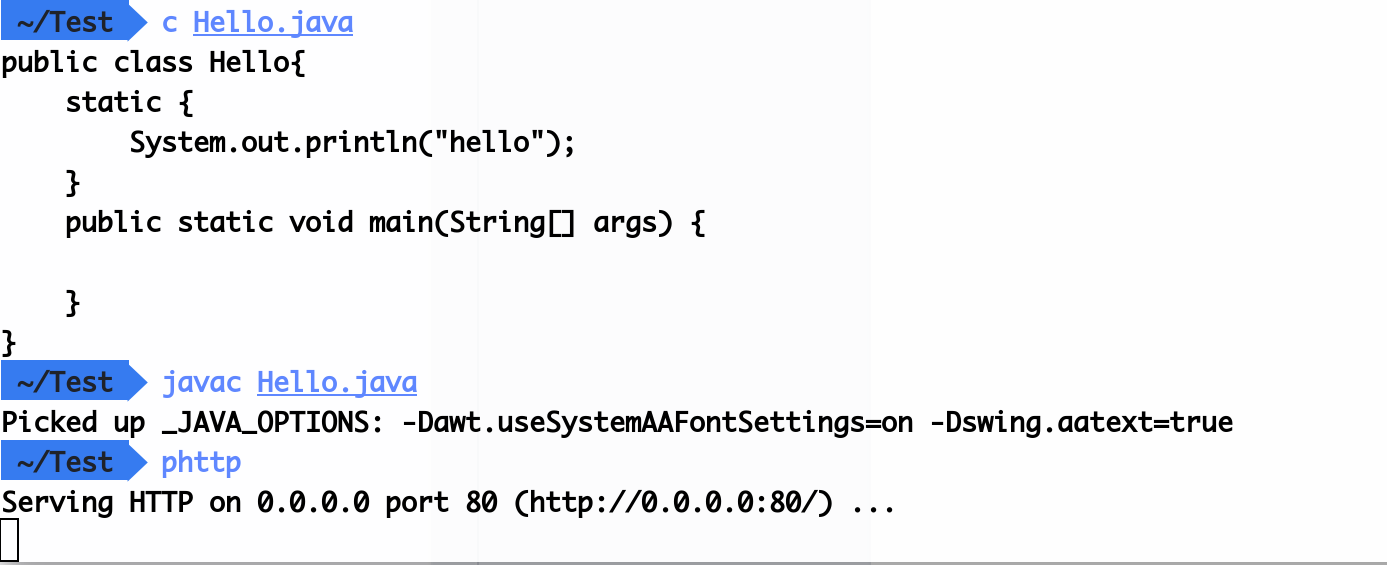 ~/Test c Hello.java
public class Hello{
    static {
        System.out.println("hello");
    }
    public static void main(String[] args) {
    }
}
~/Test javac Hello.java
Picked up _JAVA_OPTIONS: -Dawt.useSystemAAFontSettings=on -Dswing.aatext=true
~/Test phttp
Serving HTTP on 0.0.0.0 port 80 (http://0.0.0.0:80/) ...